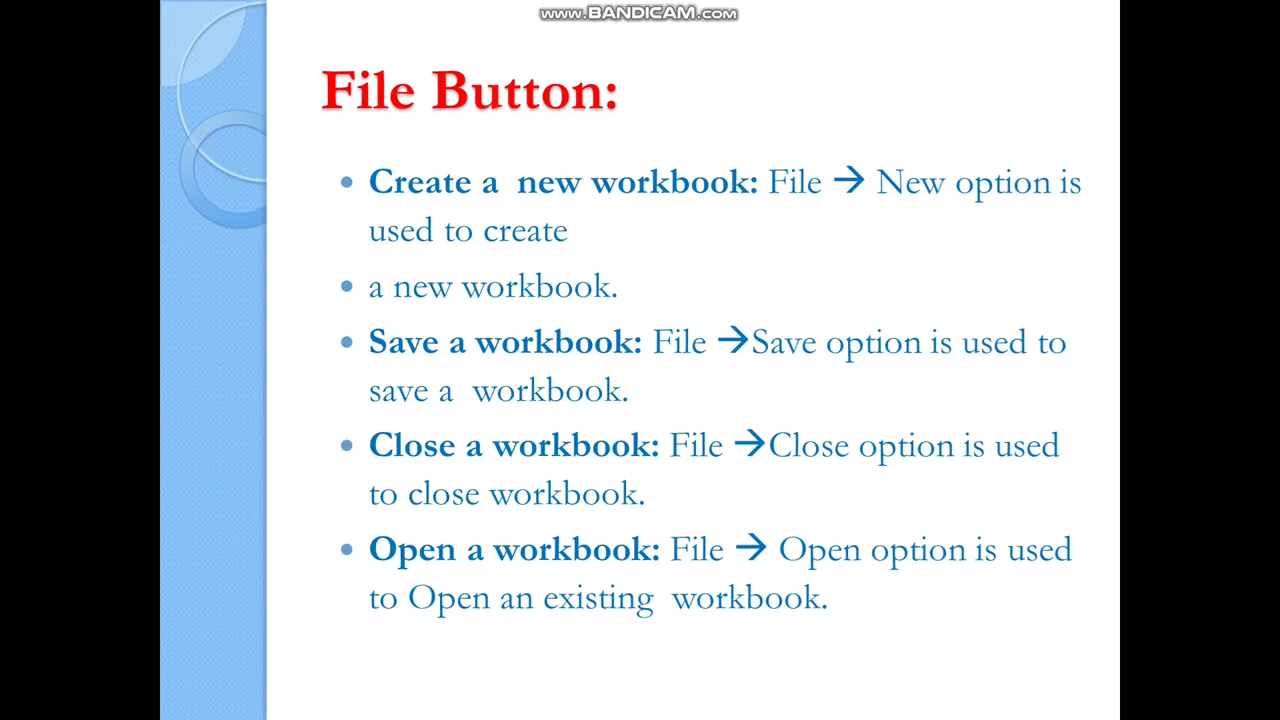 www.BANDICAM.com
File Button:
• Create a  new workbook: File → New option is
used to create
• a new workbook.
• Save a workbook: File →Save option is used to
save a  workbook.
• Close a workbook: File →Close option is used
to close workbook.
• Open a workbook: File → Open option is used
to Open an existing  workbook.